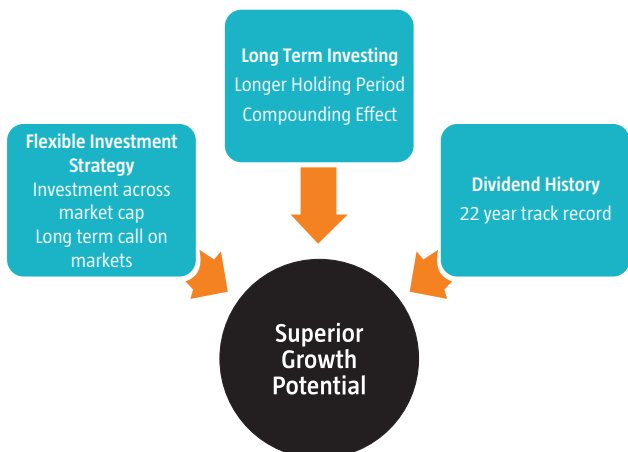 Long Term Investing
Longer Holding Period
Compounding Effect
Flexible Investment
Strategy
Investment across
market cap
Long term call on
markets
Dividend History
22 year track record
Superior
Growth
Potential